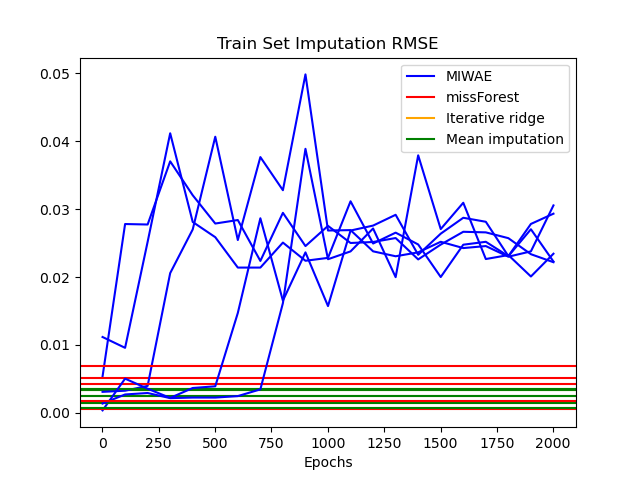 Train Set Imputation RMSE
0.05
0.04
0.03
0.02
0.01
0.00
MIWAE
missForest
Iterative ridge
Mean imputation
0 250 500 750 1000 1250 1500 1750 2000
Epochs